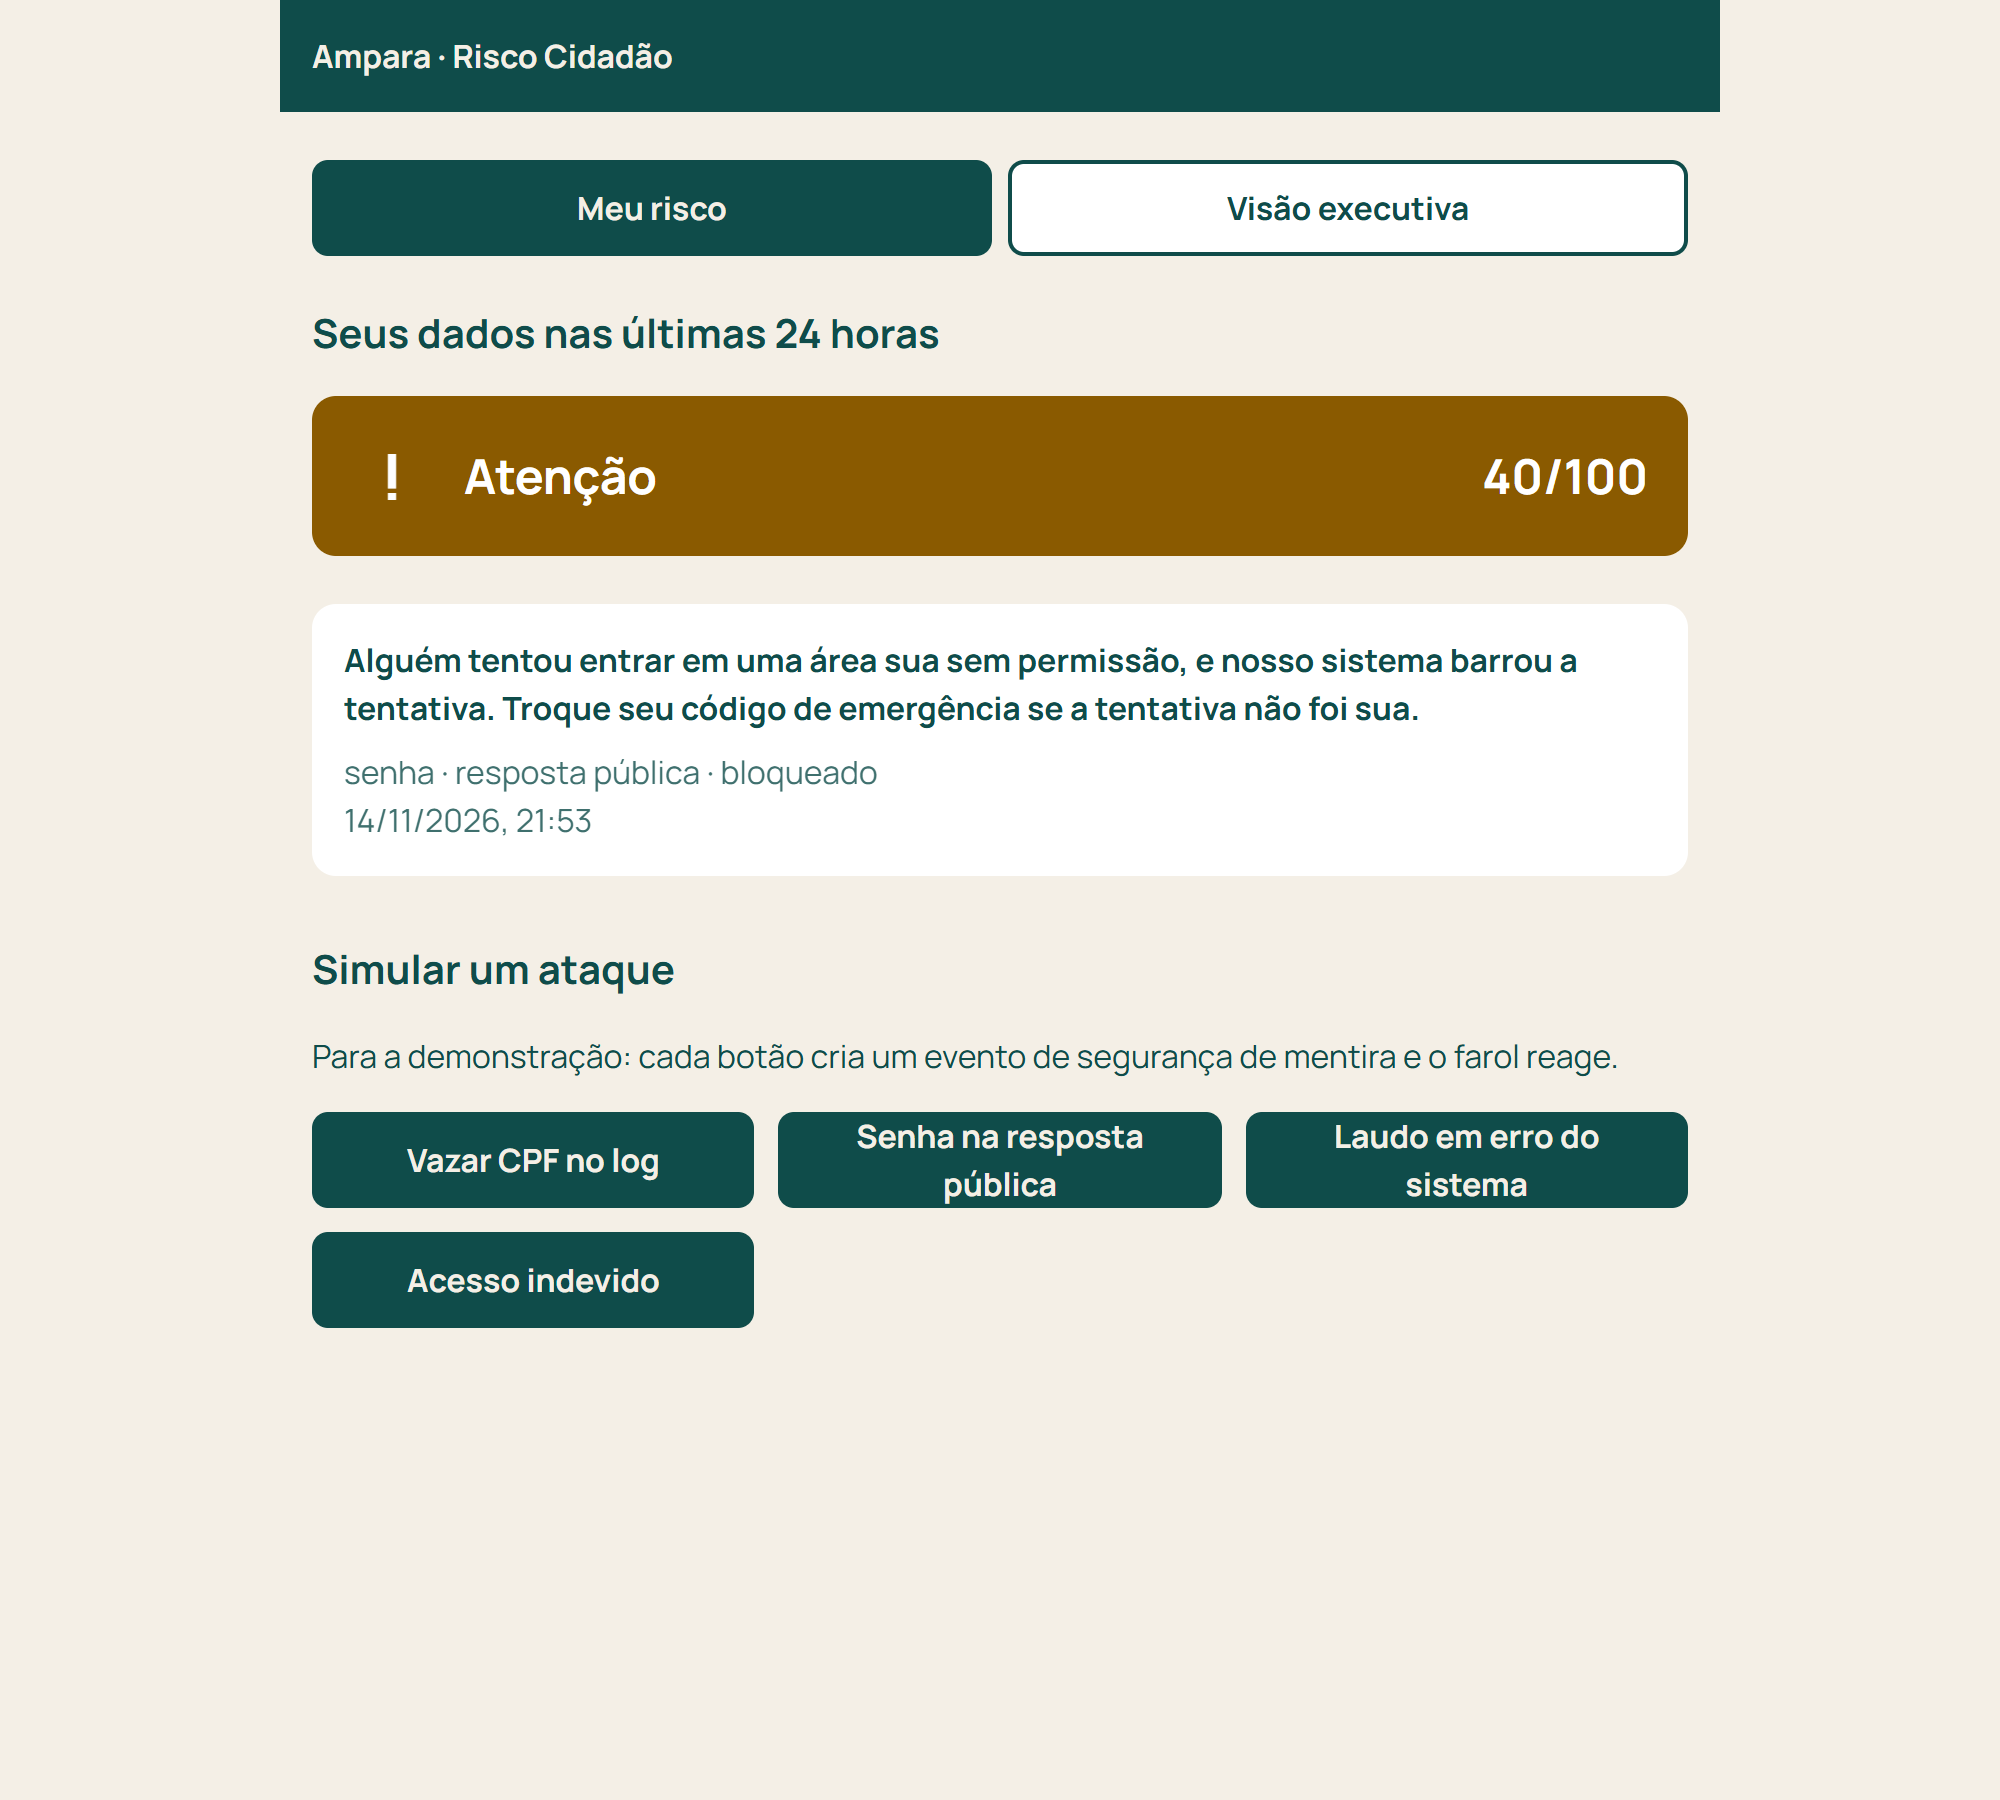 Ampara · Risco Cidadão
Meu risco
Visão executiva
Seus dados nas últimas 24 horas
! Atenção 40/100
Alguém tentou entrar em uma área sua sem permissão, e nosso sistema barrou a
tentativa. Troque seu código de emergência se a tentativa não foi sua.
senha · resposta pública · bloqueado
14/11/2026, 21:53
Simular um ataque
Para a demonstração: cada botão cria um evento de segurança de mentira e o farol reage.
Vazar CPF no log
Senha na resposta
pública
Laudo em erro do
sistema
Acesso indevido